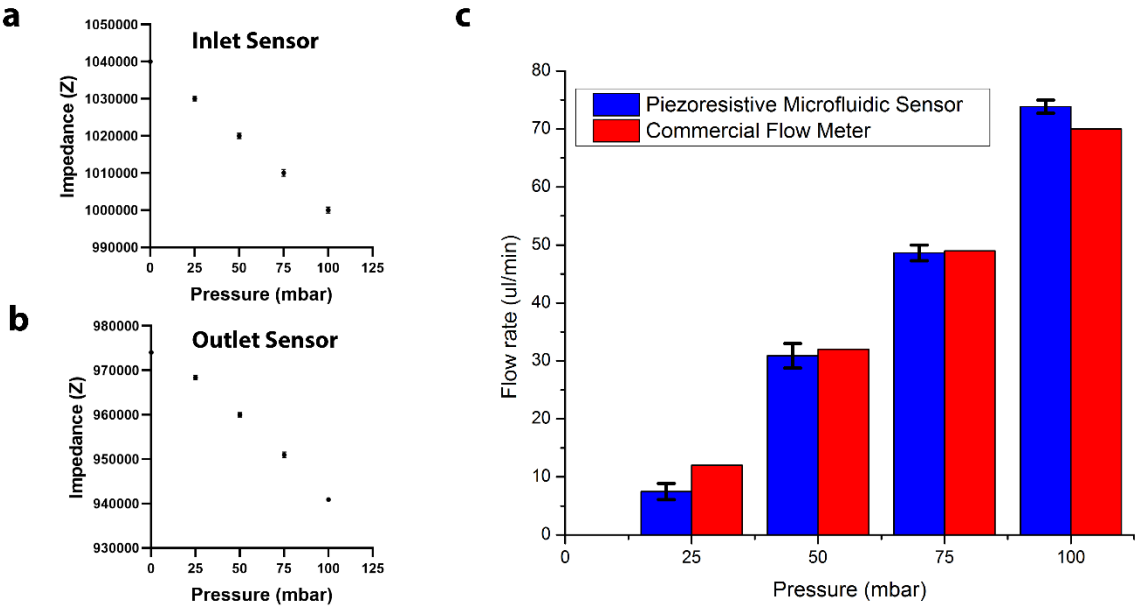 a
Inlet Sensor
Impedance (Z)
1050000
1040000
1030000
1020000
1010000
1000000
990000
0 25 50 75 100 125
Pressure (mbar)
b
Outlet Sensor
Impedance (Z)
980000
970000
960000
950000
940000
930000
0 25 50 75 100 125
Pressure (mbar)
c
Piezoresistive Microfluidic Sensor
Commercial Flow Meter
Flow rate (ul/min)
80
70
60
50
40
30
20
10
0
0 25 50 75 100
Pressure (mbar)